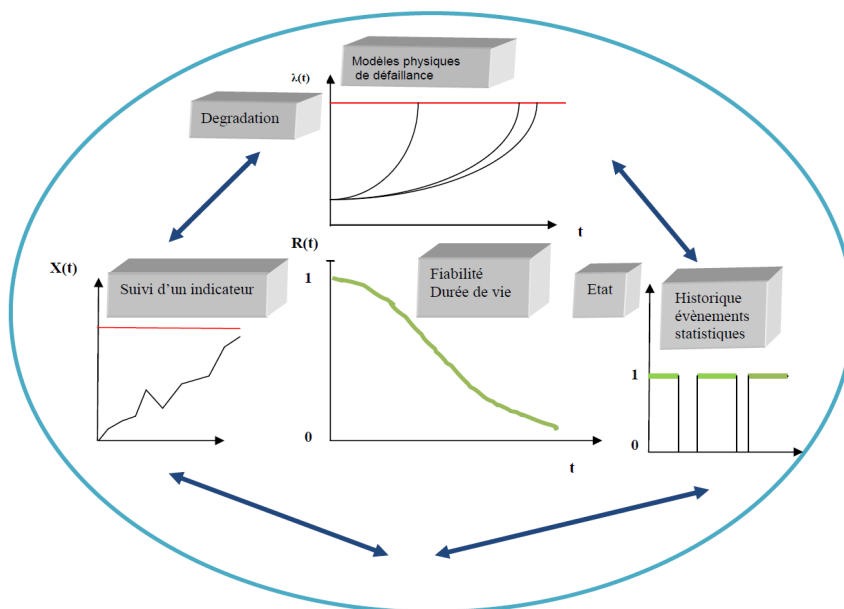 Modèles physiques
de défaillance
λ(t)
Degradation
t
R(t)
X(t)
Suivi d’un indicateur
1
Fiabilité
Durée de vie
Etat
Historique
évènements
statistiques
1
0
0
t